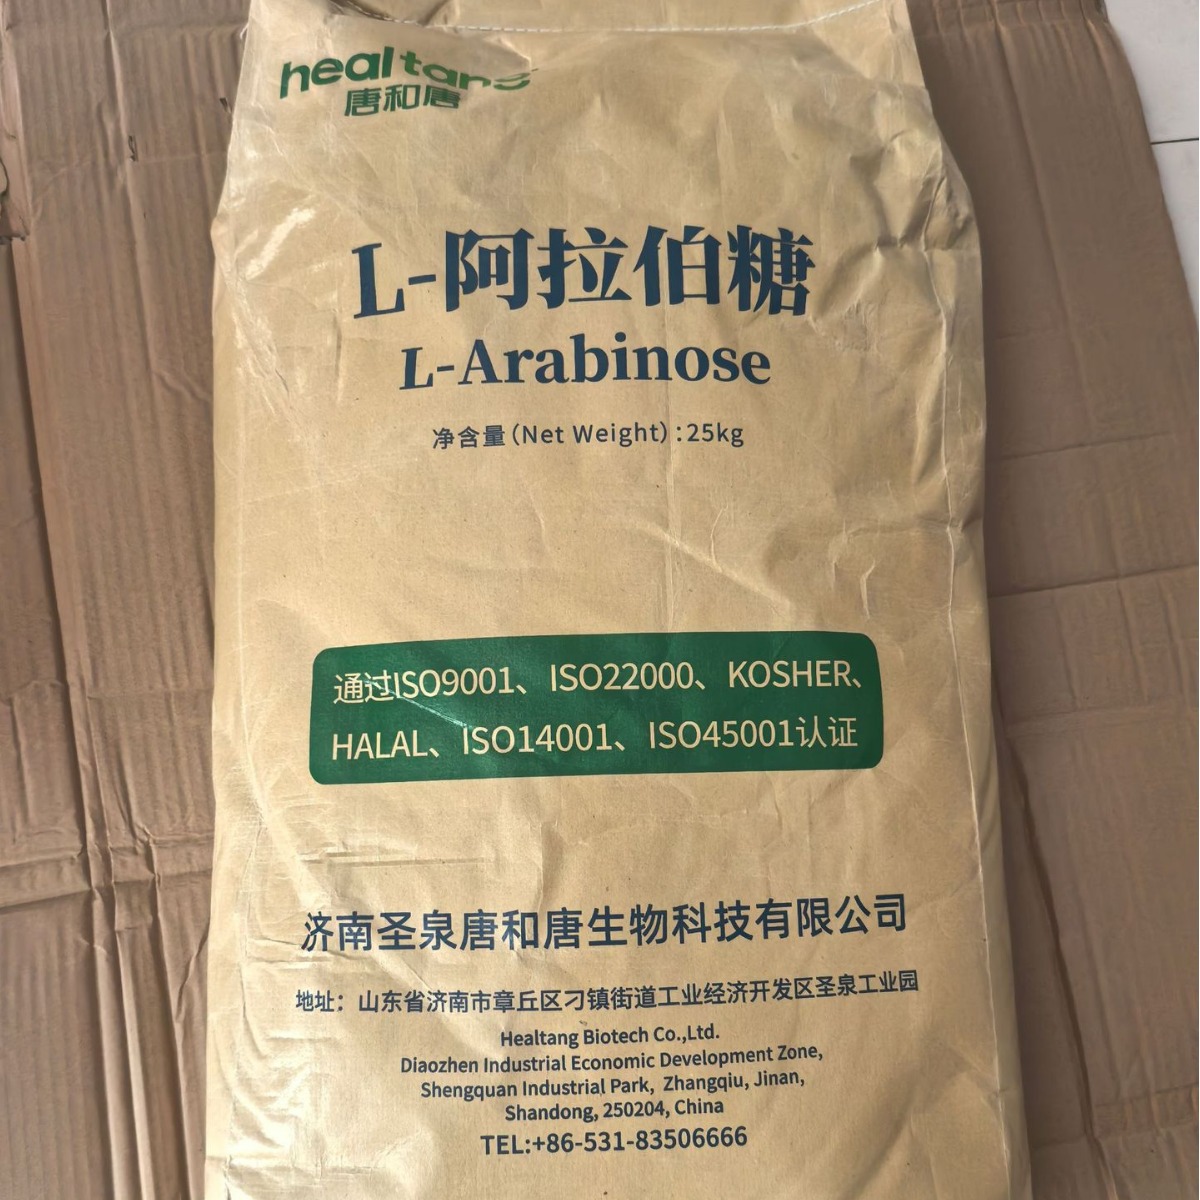 healtang
唐和唐
L-阿拉伯糖
L-Arabinose
净含量(Net Weight):25kg
通过ISO9001、ISO22000、KOSHER、
HALAL、ISO14001、ISO45001认证
济南圣泉唐和唐生物科技有限公司
地址：山东省济南市章丘区刁镇街道工业经济开发区圣泉工业园
Healtang Biotech Co.,Ltd.
Diaozhen Industrial Economic Development Zone,
Shengquan Industrial Park, Zhangqiu, Jinan,
Shandong, 250204, China
TEL:+86-531-83506666